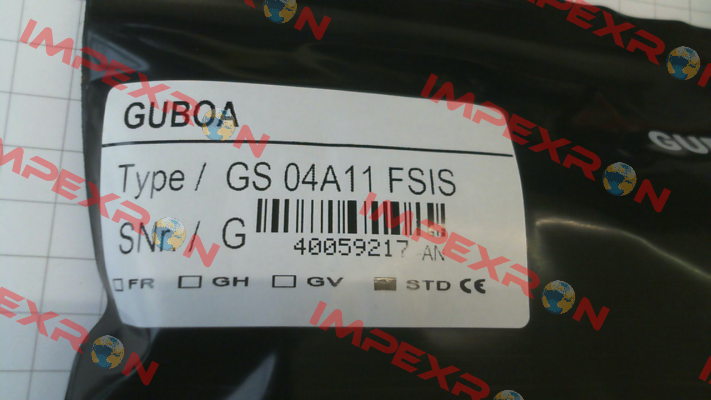 GUBOA
Type / GS 04A11 FSIS
SNr. / G
40059217 AN
FR GH GV STD CE
IMPEXRON
IMPEXRON
IMPEXRON
IMPEXRON
IMPEXRON
IMPEXRON